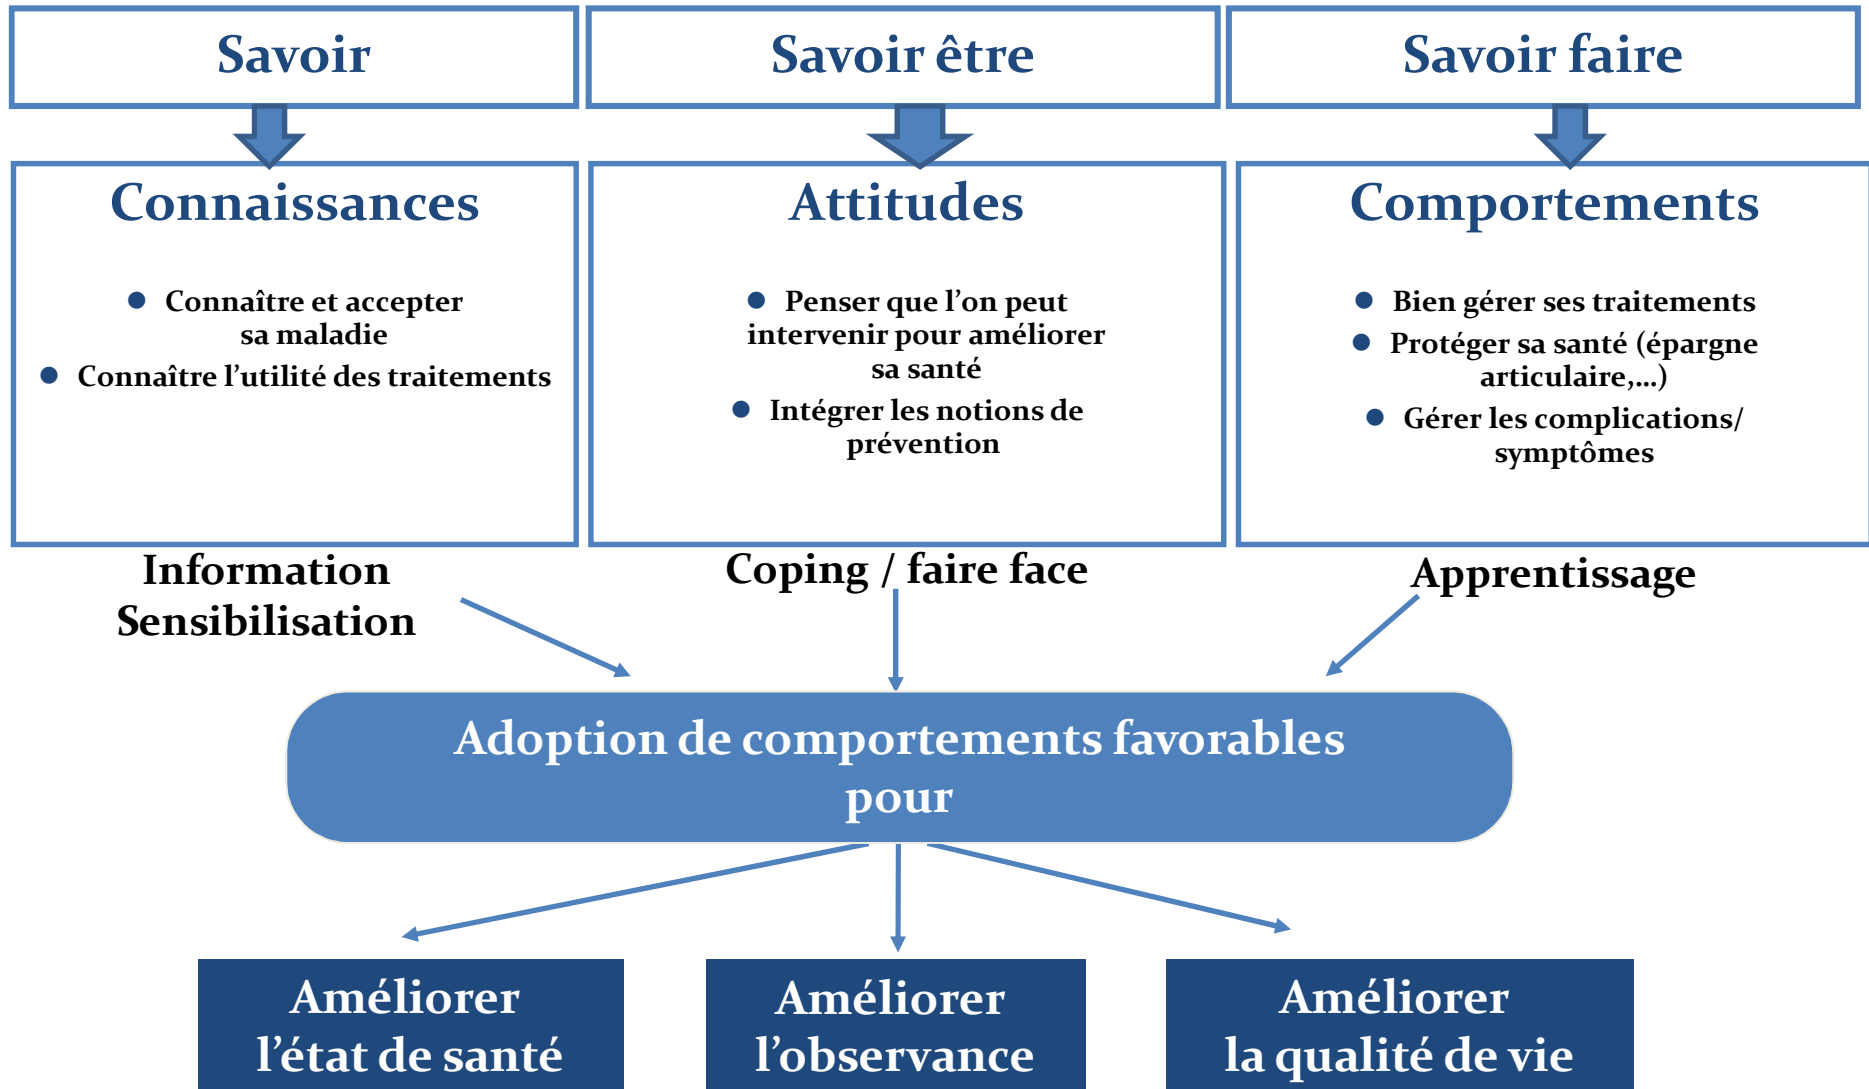 Savoir
Savoir être
Savoir faire
Connaissances
● Connaître et accepter
sa maladie
● Connaître l’utilité des traitements
Attitudes
● Penser que l’on peut
intervenir pour améliorer
sa santé
● Intégrer les notions de
prévention
Comportements
● Bien gérer ses traitements
● Protéger sa santé (épargne
articulaire,...)
● Gérer les complications/
symptômes
Information
Sensibilisation
Coping / faire face
Apprentissage
Adoption de comportements favorables
pour
Améliorer
l’état de santé
Améliorer
l’observance
Améliorer
la qualité de vie